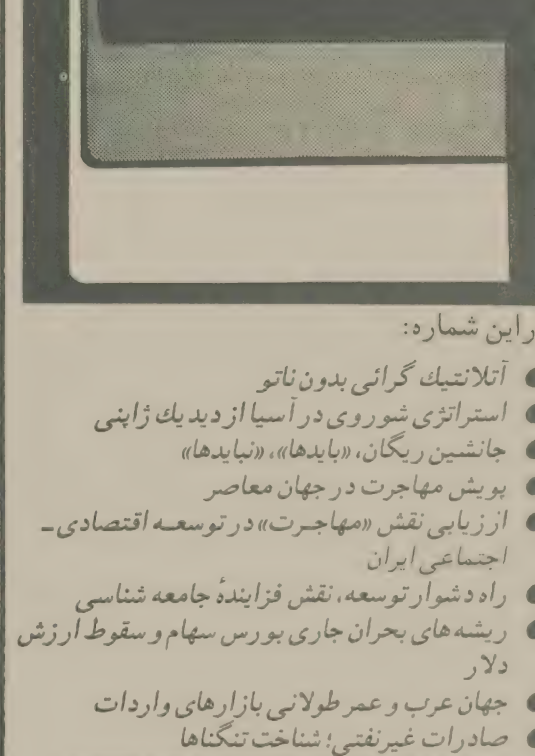 راین شماره:
آتلانتیك گرائی بدون ناتو
استراتژی شوروی در آسیا از دید یك ژاپنی
جانشین ریگان، «بایدها»، «نبایدها»
پویش مهاجرت در جهان معاصر
ارزیابی نقش «مهاجرت» در توسعه اقتصادی ـ
اجتماعی ایران
راه دشوار توسعه، نقش فزایندهٔ جامعه شناسی
ریشه های بحران جاری بورس سهام و سقوط ارزش
دلار
جهان عرب و عمر طولانی بازارهای واردات
صادرات غیرنفتی؛ شناخت تنگناها